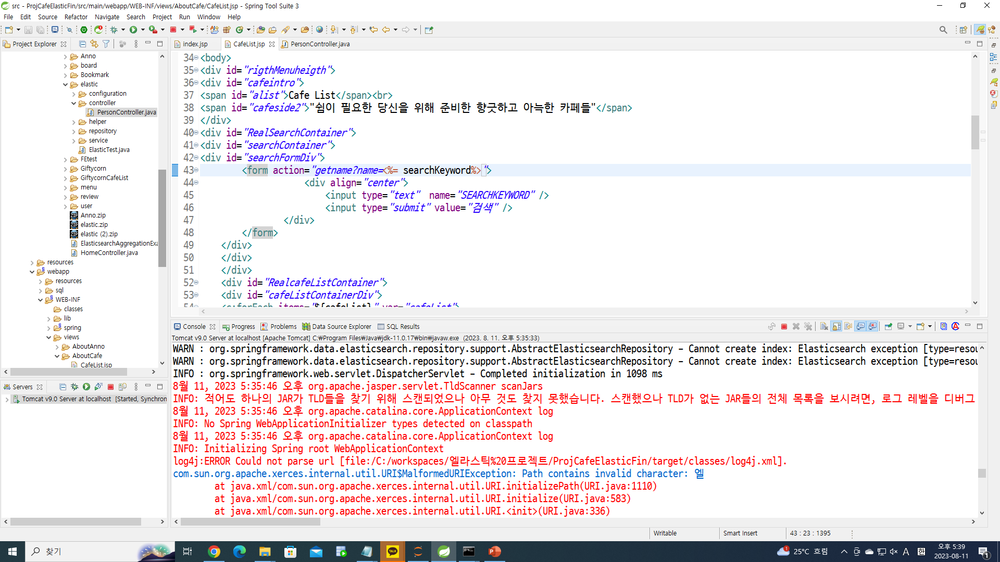 src - ProjCafeElasticFin/src/main/webapp/WEB-INF/views/AboutCafe/CafeList.jsp - Spring Tool Suite 3
File Edit Source Refactor Navigate Search Project Run Window Help
Project Explorer
Anno
board
Bookmark
elastic
configuration
controller
PersonController.java
helper
repository
service
ElasticTest.java
FEtest
Giftycorn
GiftycornCafeList
menu
review
user
Anno.zip
elastic.zip
elastic (2).zip
ElasticsearchAggregationExa
HomeController.java
resources
webapp
resources
sql
WEB-INF
classes
lib
spring
views
AboutAnno
AboutCafe
CafeList.jsp
Servers
Tomcat v9.0 Server at localhost [Started, Synchron
index.jsp CafeList.jsp PersonController.java
34 <body>
35 <div id="rigthMenuheigth">
36 <div id="cafeintro">
37 <span id="alist">Cafe List</span><br>
38 <span id="cafeside2">"쉼이 필요한 당신을 위해 준비한 향긋하고 아늑한 카페들"</span>
39 </div>
40 <div id="RealSearchContainer">
41 <div id="searchContainer">
42 <div id="searchFormDiv">
43 <form action="getname?name=<%= searchKeyword%>">
44 <div align="center">
45 <input type="text" name="SEARCHKEYWORD" />
46 <input type="submit" value="검색" />
47 </div>
48 </form>
49 </div>
50 </div>
51 </div>
52 <div id="RealcafeListContainer">
53 <div id="cafeListContainerDiv">
54 <c:forEach items="${cafeList}" var="cafeList">
Console Progress Problems Data Source Explorer SQL Results
Tomcat v9.0 Server at localhost [Apache Tomcat] C:₩Program Files₩Java₩jdk-11.0.17₩bin₩javaw.exe (2023. 8. 11. 오후 5:35:33)
WARN : org.springframework.data.elasticsearch.repository.support.AbstractElasticsearchRepository - Cannot create index: Elasticsearch exception [type=resou
WARN : org.springframework.data.elasticsearch.repository.support.AbstractElasticsearchRepository - Cannot create index: Elasticsearch exception [type=resou
INFO : org.springframework.web.servlet.DispatcherServlet - Completed initialization in 1098 ms
8월 11, 2023 5:35:46 오후 org.apache.jasper.servlet.TldScanner scanJars
INFO: 적어도 하나의 JAR가 TLD들을 찾기 위해 스캔되었으나 아무 것도 찾지 못했습니다. 스캔했으나 TLD가 없는 JAR들의 전체 목록을 보시려면, 로그 레벨을 디버그
8월 11, 2023 5:35:46 오후 org.apache.catalina.core.ApplicationContext log
INFO: No Spring WebApplicationInitializer types detected on classpath
8월 11, 2023 5:35:46 오후 org.apache.catalina.core.ApplicationContext log
INFO: Initializing Spring root WebApplicationContext
log4j:ERROR Could not parse url [file:/C:/workspaces/엘라스틱%20프로젝트/ProjCafeElasticFin/target/classes/log4j.xml].
com.sun.org.apache.xerces.internal.util.URI$MalformedURIException: Path contains invalid character: 엘
at java.xml/com.sun.org.apache.xerces.internal.util.URI.initializePath(URI.java:1110)
at java.xml/com.sun.org.apache.xerces.internal.util.URI.initialize(URI.java:583)
at java.xml/com.sun.org.apache.xerces.internal.util.URI.<init>(URI.java:336)
Writable Smart Insert 43 : 23 : 1395
찾기
TALK
25°C 흐림
A 한
오후 5:39
2023-08-11
1